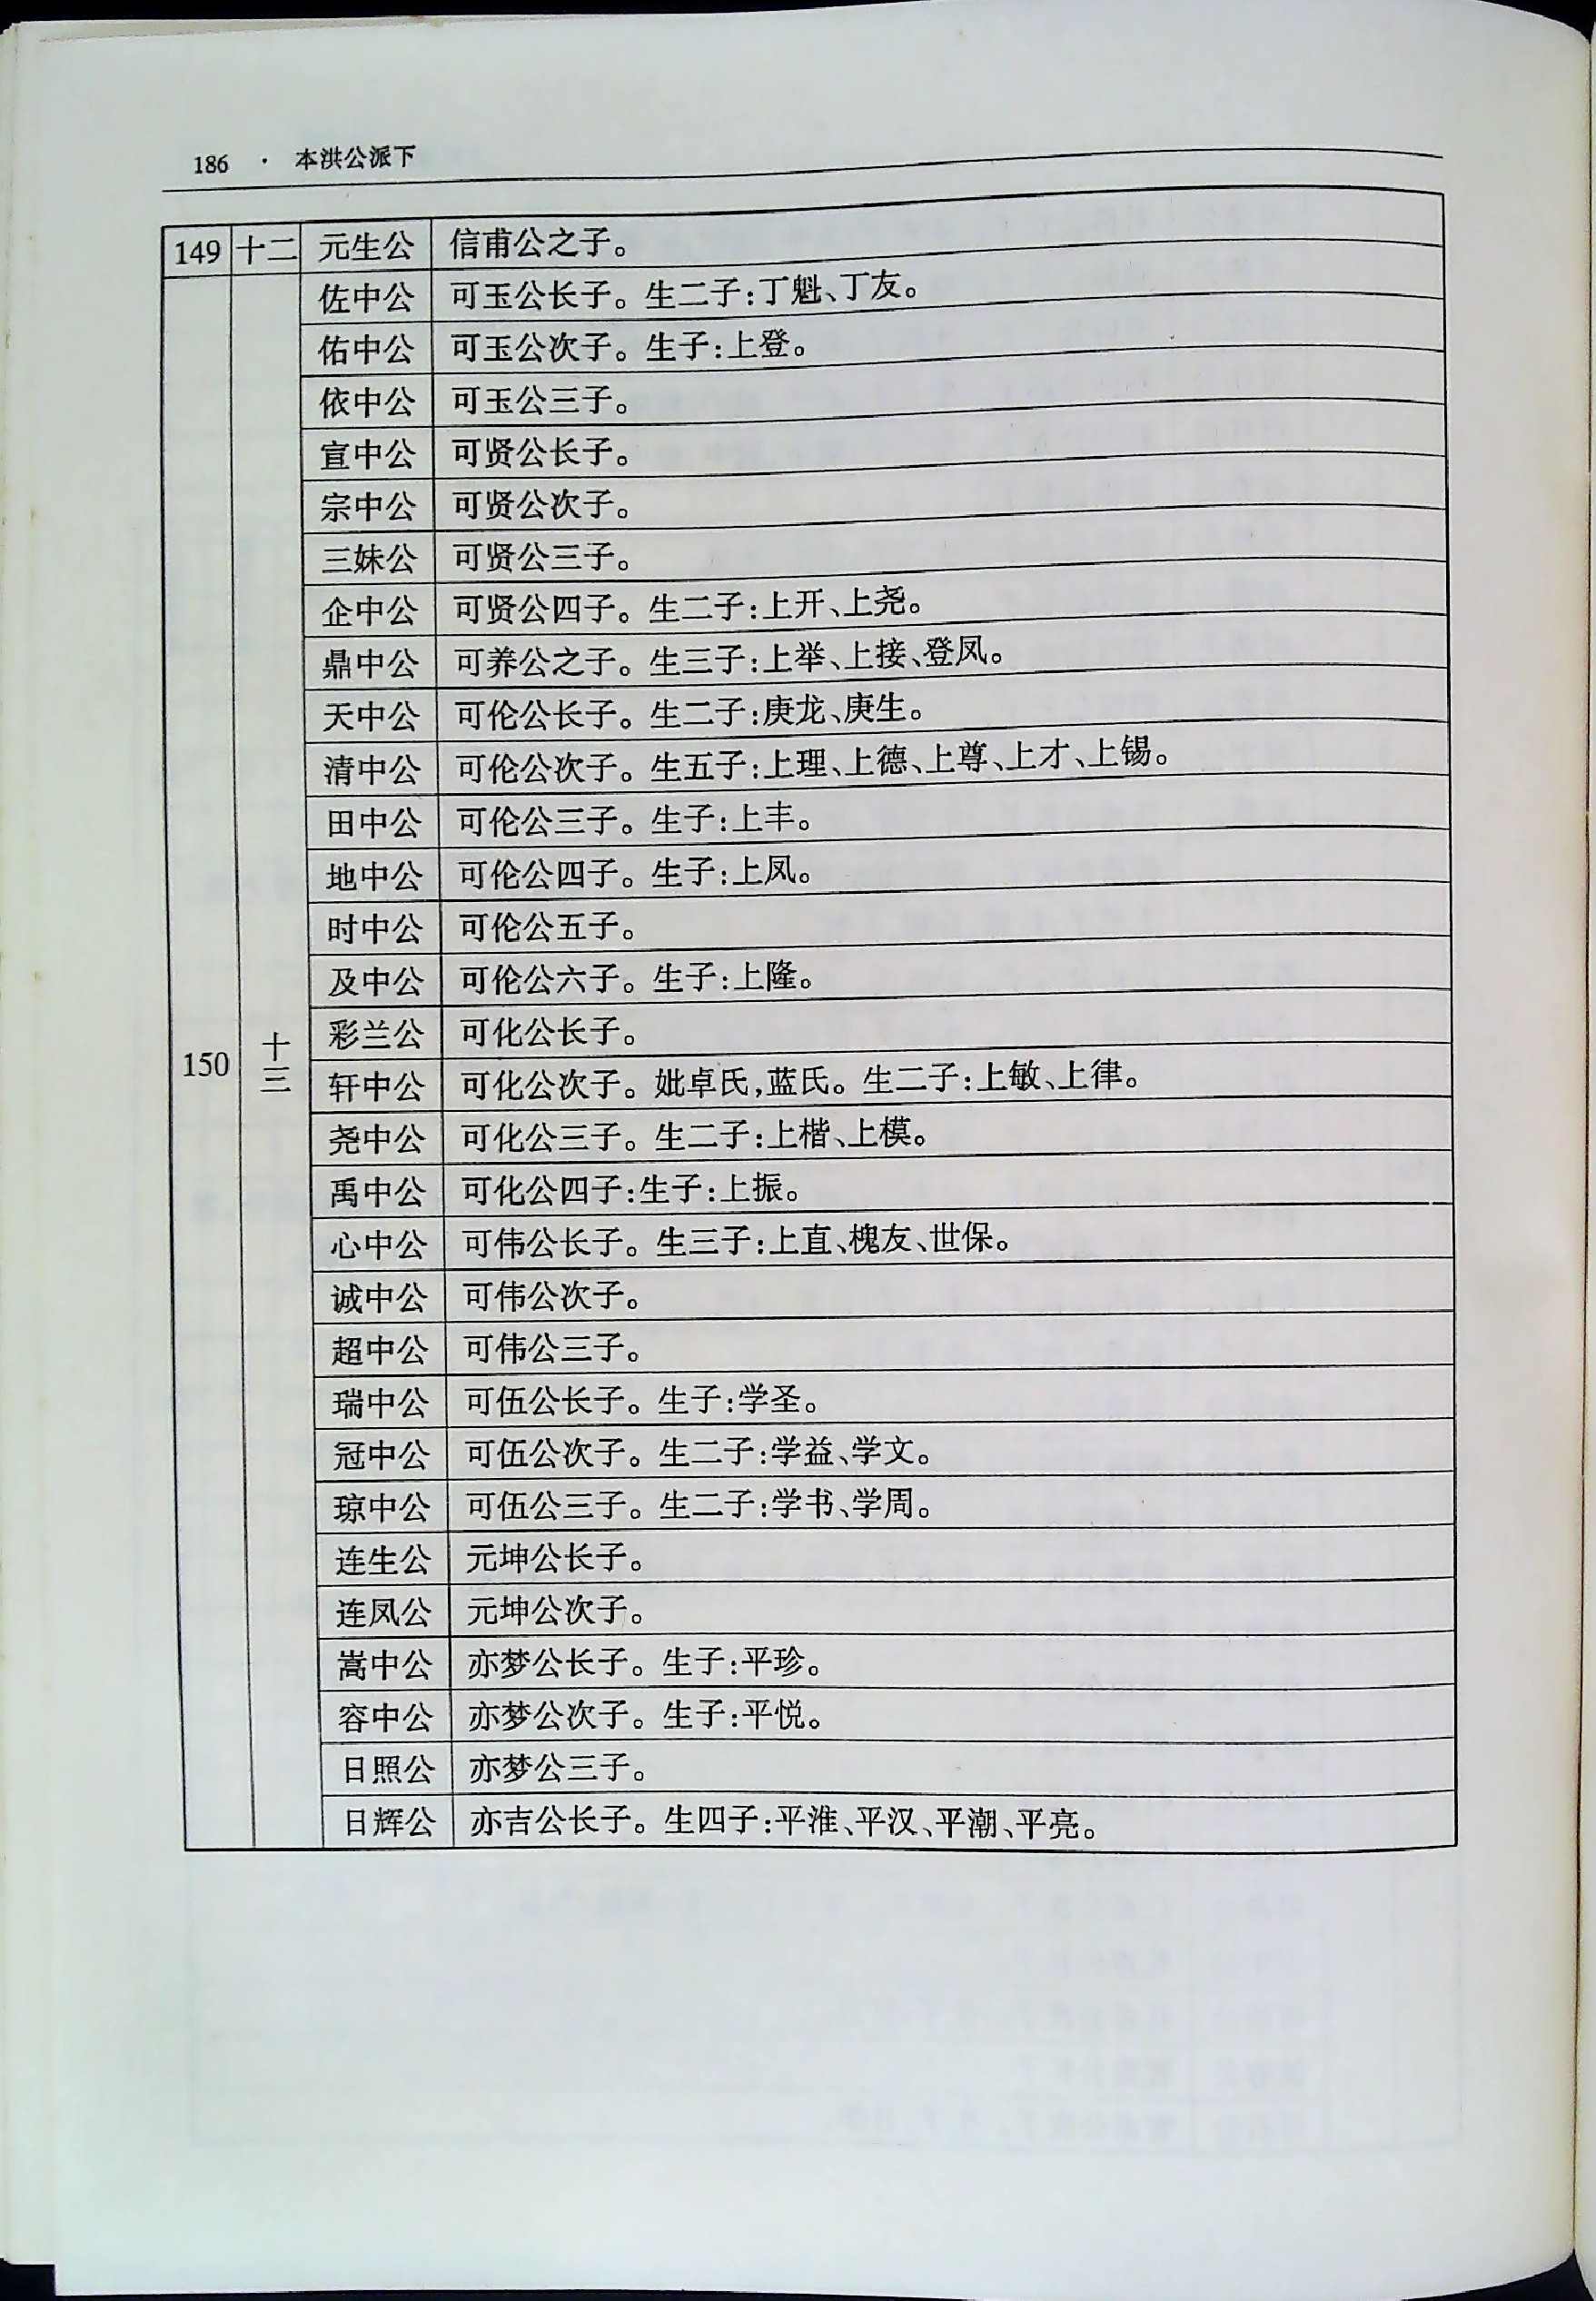 186 · 本洪公派下
149 十二 元生公 信甫公之子。
佐中公 可玉公长子。生二子:丁魁、丁友。
佑中公 可玉公次子。生子:上登。
依中公 可玉公三子。
宣中公 可贤公长子。
宗中公 可贤公次子。
三妹公 可贤公三子。
企中公 可贤公四子。生二子:上开、上尧。
鼎中公 可养公之子。生三子:上举、上接、登凤。
天中公 可伦公长子。生二子:庚龙、庚生。
清中公 可伦公次子。生五子:上理、上德、上尊、上才、上锡。
田中公 可伦公三子。生子:上丰。
地中公 可伦公四子。生子:上凤。
时中公 可伦公五子。
及中公 可伦公六子。生子:上隆。
彩兰公 可化公长子。
150 十三 轩中公 可化公次子。妣卓氏,蓝氏。生二子:上敏、上律。
尧中公 可化公三子。生二子:上楷、上模。
禹中公 可化公四子:生子:上振。
心中公 可伟公长子。生三子:上直、槐友、世保。
诚中公 可伟公次子。
超中公 可伟公三子。
瑞中公 可伍公长子。生子:学圣。
冠中公 可伍公次子。生二子:学益、学文。
琼中公 可伍公三子。生二子:学书、学周。
连生公 元坤公长子。
连凤公 元坤公次子。
嵩中公 亦梦公长子。生子:平珍。
容中公 亦梦公次子。生子:平悦。
日照公 亦梦公三子。
日辉公 亦吉公长子。生四子:平淮、平汉、平潮、平亮。